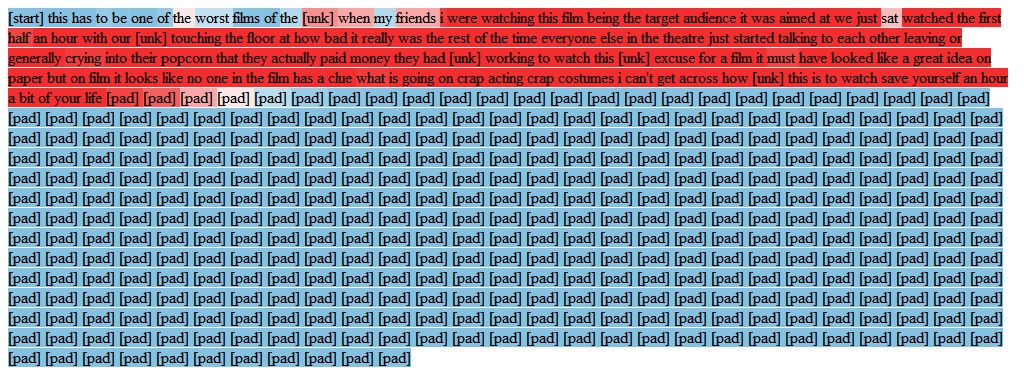 [start] this has to be one of the worst films of the [unk] when my friends i were watching this film being the target audience it was aimed at we just sat watched the first
half an hour with our [unk] touching the floor at how bad it really was the rest of the time everyone else in the theatre just started talking to each other leaving or
generally crying into their popcorn that they actually paid money they had [unk] working to watch this [unk] excuse for a film it must have looked like a great idea on
paper but on film it looks like no one in the film has a clue what is going on crap acting crap costumes i can't get across how [unk] this is to watch save yourself an hour
a bit of your life [pad] [pad] [pad] [pad] [pad] [pad] [pad] [pad] [pad] [pad] [pad] [pad] [pad] [pad] [pad] [pad] [pad] [pad] [pad] [pad] [pad] [pad] [pad] [pad]
[pad] [pad] [pad] [pad] [pad] [pad] [pad] [pad] [pad] [pad] [pad] [pad] [pad] [pad] [pad] [pad] [pad] [pad] [pad] [pad] [pad] [pad] [pad] [pad] [pad] [pad] [pad]
[pad] [pad] [pad] [pad] [pad] [pad] [pad] [pad] [pad] [pad] [pad] [pad] [pad] [pad] [pad] [pad] [pad] [pad] [pad] [pad] [pad] [pad] [pad] [pad] [pad] [pad] [pad]
[pad] [pad] [pad] [pad] [pad] [pad] [pad] [pad] [pad] [pad] [pad] [pad] [pad] [pad] [pad] [pad] [pad] [pad] [pad] [pad] [pad] [pad] [pad] [pad] [pad] [pad] [pad]
[pad] [pad] [pad] [pad] [pad] [pad] [pad] [pad] [pad] [pad] [pad] [pad] [pad] [pad] [pad] [pad] [pad] [pad] [pad] [pad] [pad] [pad] [pad] [pad] [pad] [pad] [pad]
[pad] [pad] [pad] [pad] [pad] [pad] [pad] [pad] [pad] [pad] [pad] [pad] [pad] [pad] [pad] [pad] [pad] [pad] [pad] [pad] [pad] [pad] [pad] [pad] [pad] [pad] [pad]
[pad] [pad] [pad] [pad] [pad] [pad] [pad] [pad] [pad] [pad] [pad] [pad] [pad] [pad] [pad] [pad] [pad] [pad] [pad] [pad] [pad] [pad] [pad] [pad] [pad] [pad] [pad]
[pad] [pad] [pad] [pad] [pad] [pad] [pad] [pad] [pad] [pad] [pad] [pad] [pad] [pad] [pad] [pad] [pad] [pad] [pad] [pad] [pad] [pad] [pad] [pad] [pad] [pad] [pad]
[pad] [pad] [pad] [pad] [pad] [pad] [pad] [pad] [pad] [pad] [pad] [pad] [pad] [pad] [pad] [pad] [pad] [pad] [pad] [pad] [pad] [pad] [pad] [pad] [pad] [pad] [pad]
[pad] [pad] [pad] [pad] [pad] [pad] [pad] [pad] [pad] [pad] [pad] [pad] [pad] [pad] [pad] [pad] [pad] [pad] [pad] [pad] [pad] [pad] [pad] [pad] [pad] [pad] [pad]
[pad] [pad] [pad] [pad] [pad] [pad] [pad] [pad] [pad] [pad] [pad] [pad] [pad] [pad] [pad] [pad] [pad] [pad] [pad] [pad] [pad] [pad] [pad] [pad] [pad] [pad] [pad]
[pad] [pad] [pad] [pad] [pad] [pad] [pad] [pad] [pad] [pad] [pad] [pad] [pad] [pad] [pad] [pad] [pad] [pad] [pad] [pad] [pad] [pad] [pad] [pad] [pad] [pad] [pad]
[pad] [pad] [pad] [pad] [pad] [pad] [pad] [pad] [pad] [pad] [pad] [pad] [pad] [pad] [pad] [pad] [pad] [pad] [pad] [pad] [pad] [pad] [pad] [pad] [pad] [pad] [pad]
[pad] [pad] [pad] [pad] [pad] [pad] [pad] [pad] [pad] [pad] [pad]